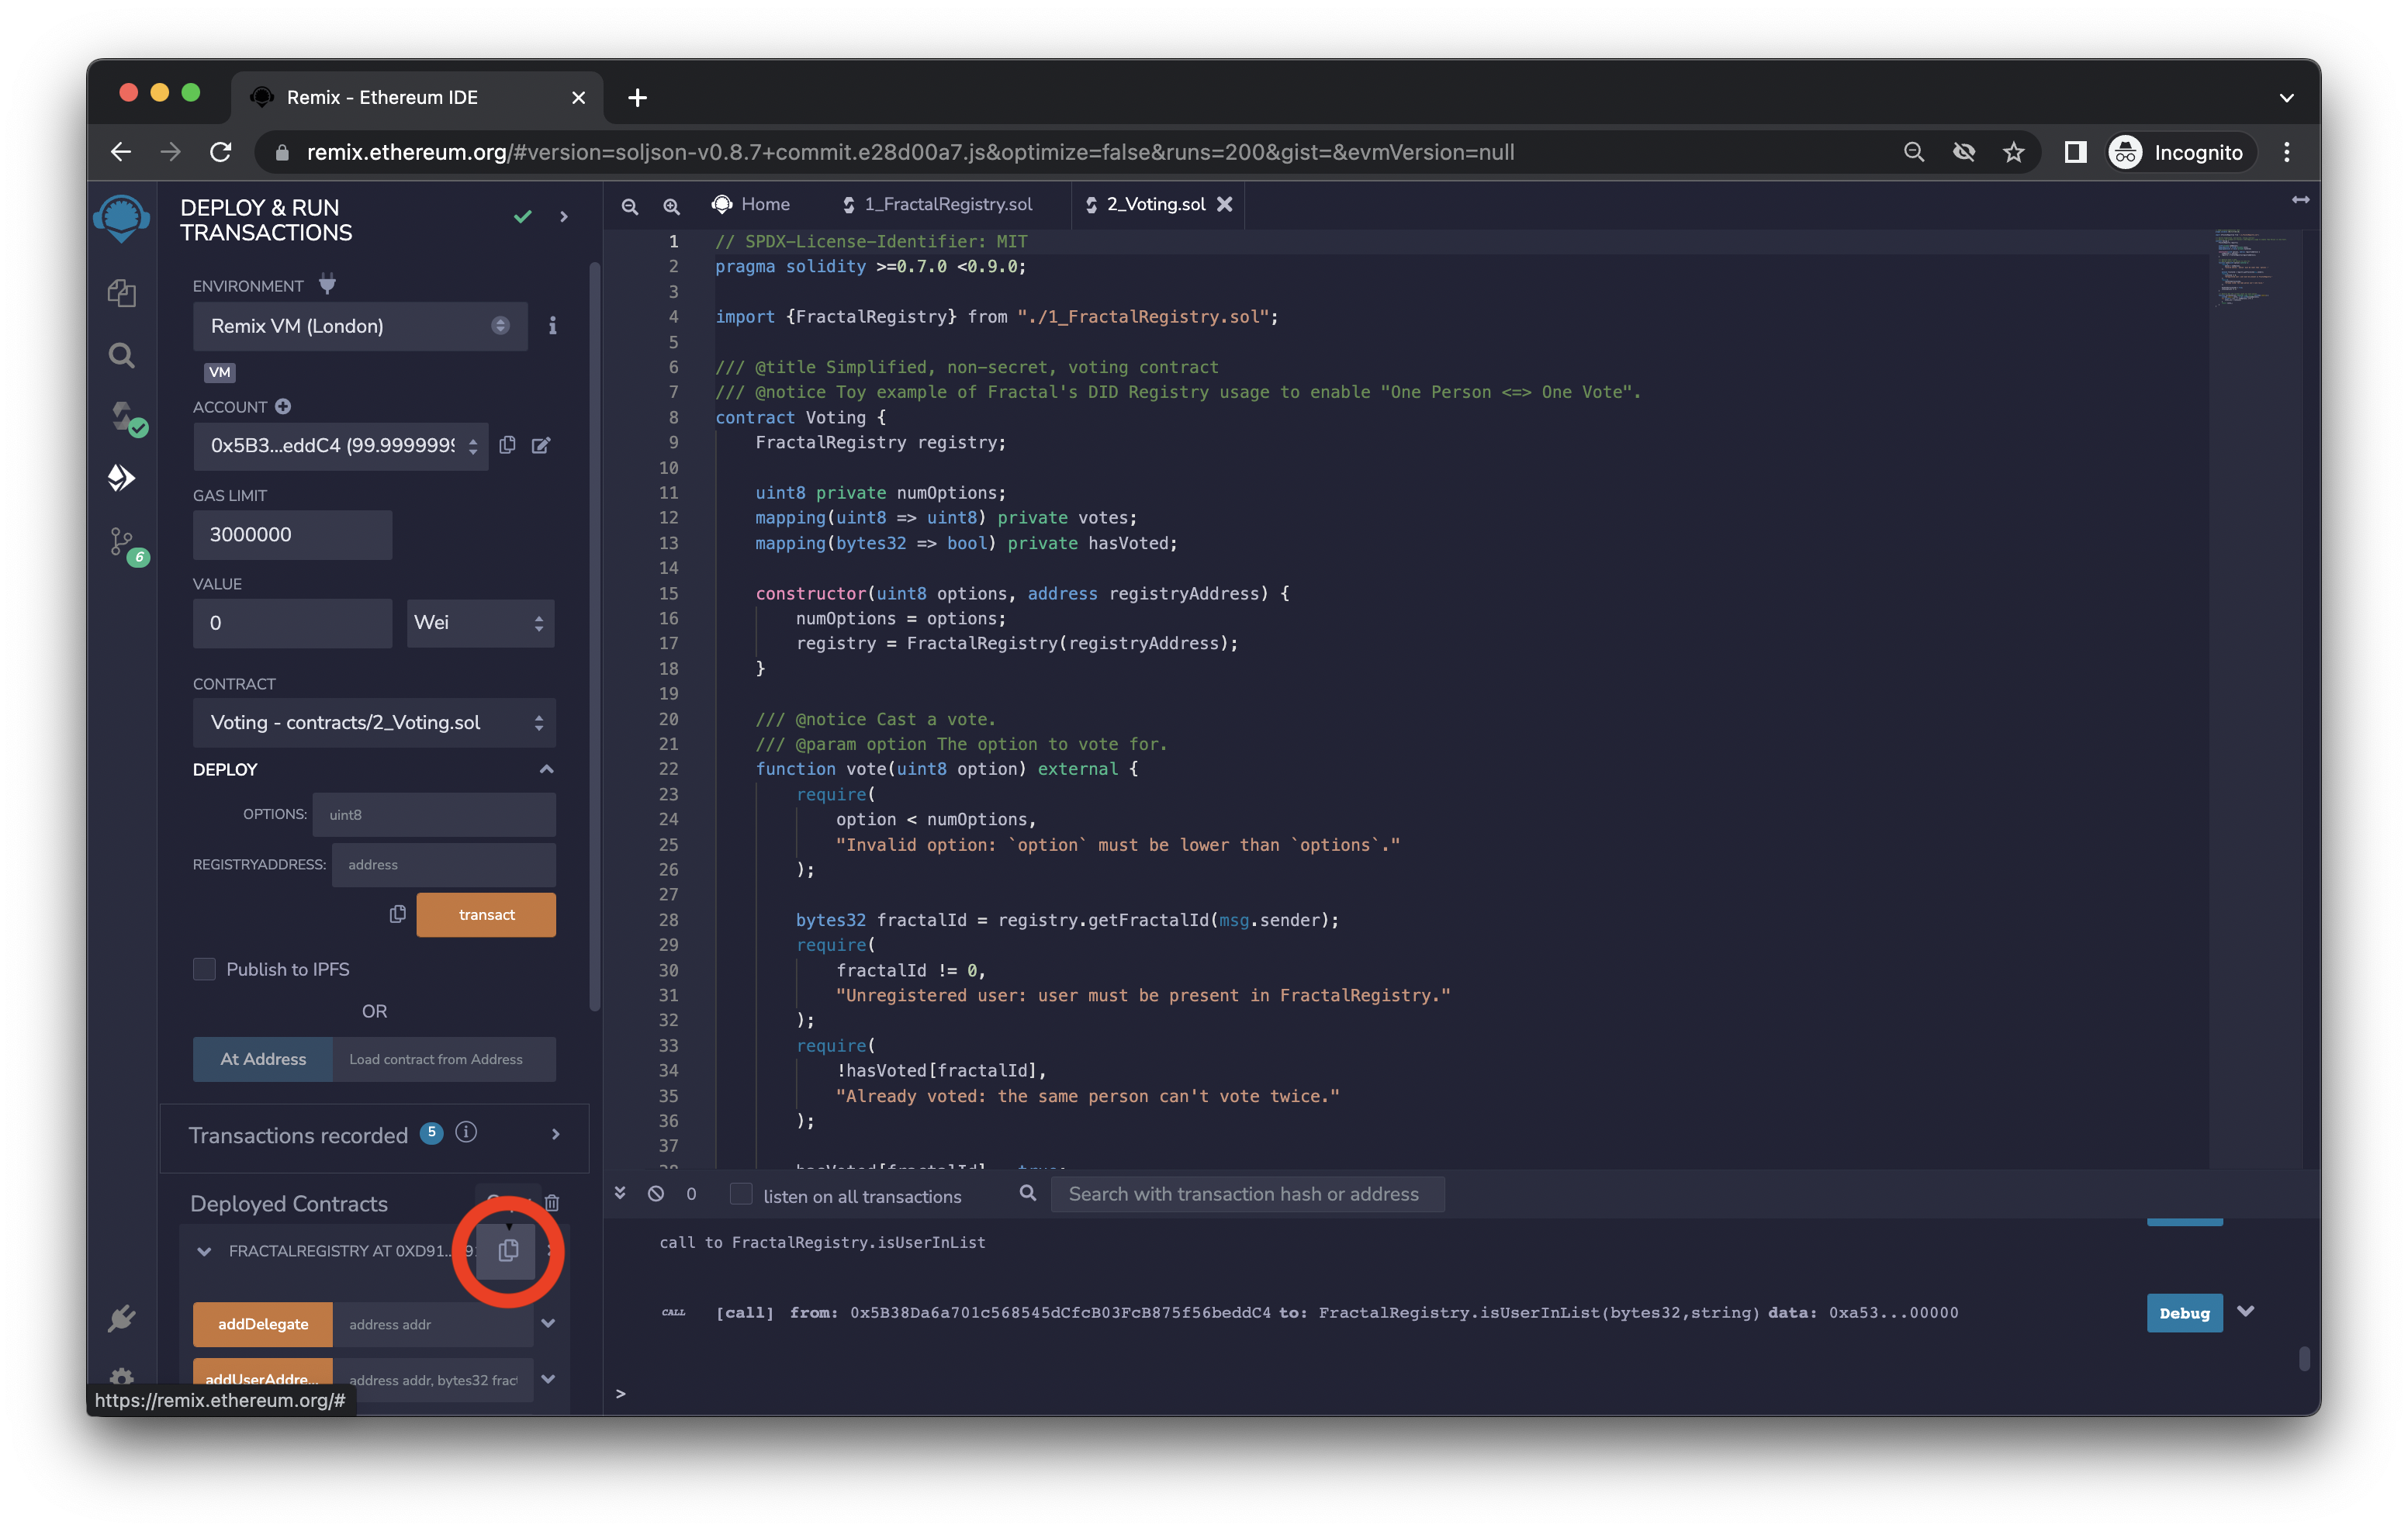 Remix - Ethereum IDE
remix.ethereum.org/#version=soljson-v0.8.7+commit.e28d00a7.js&optimize=false&runs=200&gist=&evmVersion=null
Incognito
DEPLOY & RUN
TRANSACTIONS
ENVIRONMENT
Remix VM (London)
VM
ACCOUNT
0x5B3...eddC4 (99.9999999
GAS LIMIT
3000000
VALUE
0
Wei
CONTRACT
Voting - contracts/2_Voting.sol
DEPLOY
OPTIONS: uint8
REGISTRYADDRESS: address
transact
Publish to IPFS
OR
At Address Load contract from Address
Transactions recorded 5
Deployed Contracts
FRACTALREGISTRY AT 0XD91...
addDelegate address addr
addUserAddre... address addr, bytes32 frac
6
https://remix.ethereum.org/#
Home
1_FractalRegistry.sol
2_Voting.sol
1 // SPDX-License-Identifier: MIT
2 pragma solidity >=0.7.0 <0.9.0;
3
4 import {FractalRegistry} from "./1_FractalRegistry.sol";
5
6 /// @title Simplified, non-secret, voting contract
7 /// @notice Toy example of Fractal's DID Registry usage to enable "One Person <=> One Vote".
8 contract Voting {
9 FractalRegistry registry;
10
11 uint8 private numOptions;
12 mapping(uint8 => uint8) private votes;
13 mapping(bytes32 => bool) private hasVoted;
14
15 constructor(uint8 options, address registryAddress) {
16 numOptions = options;
17 registry = FractalRegistry(registryAddress);
18 }
19
20 /// @notice Cast a vote.
21 /// @param option The option to vote for.
22 function vote(uint8 option) external {
23 require(
24 option < numOptions,
25 "Invalid option: `option` must be lower than `options`."
26 );
27
28 bytes32 fractalId = registry.getFractalId(msg.sender);
29 require(
30 fractalId != 0,
31 "Unregistered user: user must be present in FractalRegistry."
32 );
33 require(
34 !hasVoted[fractalId],
35 "Already voted: the same person can't vote twice."
36 );
37
38 hasVoted[fractalId] = true;
0
listen on all transactions
Search with transaction hash or address
call to FractalRegistry.isUserInList
CALL [call] from: 0x5B38Da6a701c568545dCfcB03FcB875f56beddC4 to: FractalRegistry.isUserInList(bytes32,string) data: 0xa53...00000
Debug
>